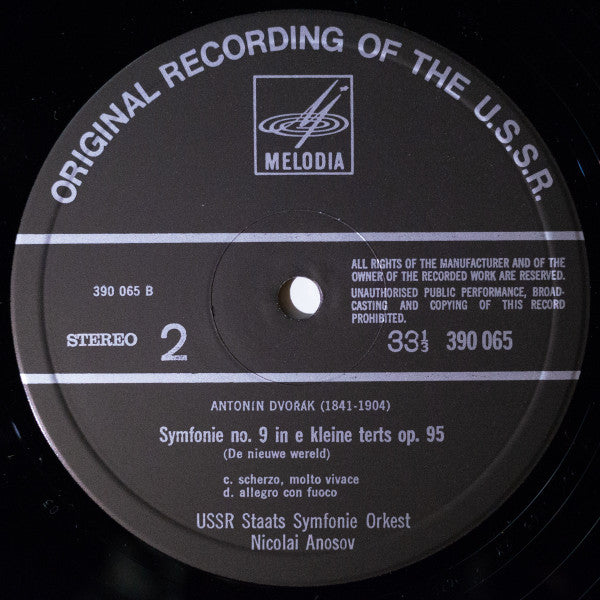 ORIGINAL RECORDING OF THE U.S.S.R.
MELODIA
ALL RIGHTS OF THE MANUFACTURER AND OF THE
OWNER OF THE RECORDED WORK ARE RESERVED.
UNAUTHORISED PUBLIC PERFORMANCE, BROAD-
CASTING AND COPYING OF THIS RECORD
PROHIBITED.
390 065 B
STEREO 2
33⅓ 390 065
ANTONIN DVOŘÁK (1841-1904)
Symfonie no. 9 in e kleine terts op. 95
(De nieuwe wereld)
c. scherzo, molto vivace
d. allegro con fuoco
USSR Staats Symfonie Orkest
Nicolai Anosov